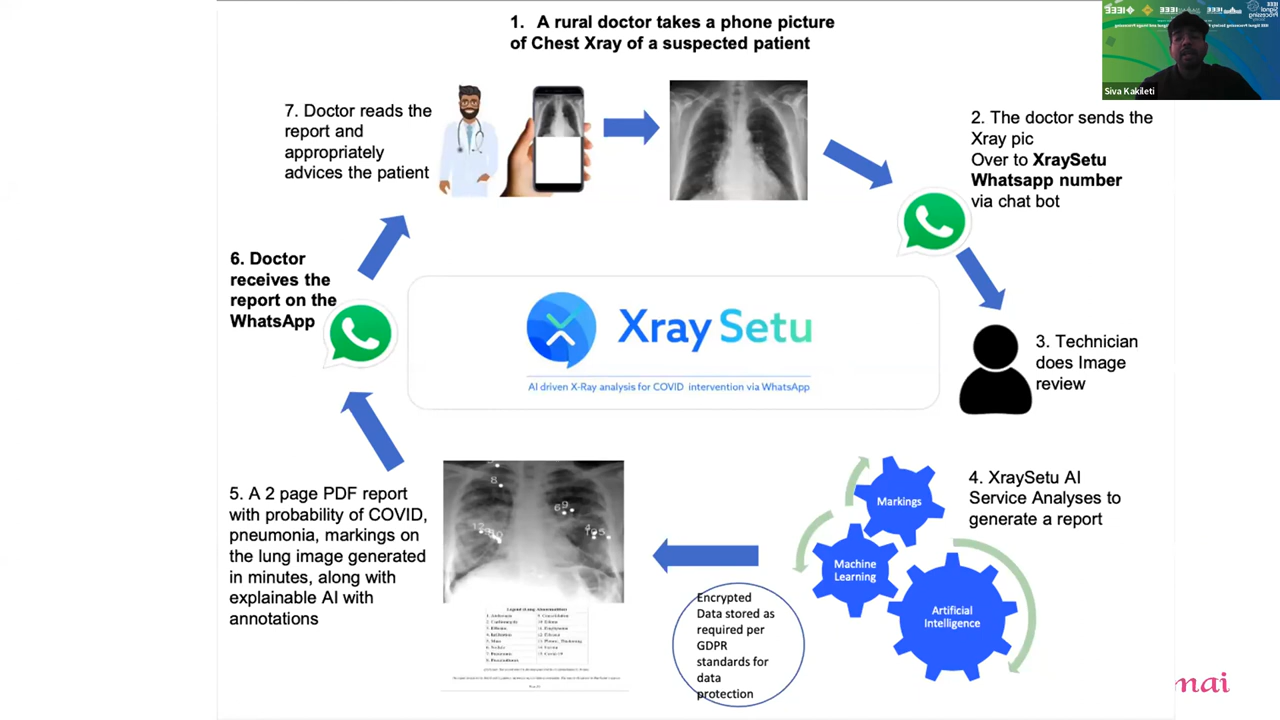 1. A rural doctor takes a phone picture
of Chest Xray of a suspected patient
Siva Kakileti
7. Doctor reads the
report and
appropriately
advices the patient
2. The doctor sends the
Xray pic
Over to XraySetu
Whatsapp number
via chat bot
6. Doctor
receives the
report on the
WhatsApp
Xray Setu
AI driven X-Ray analysis for COVID intervention via WhatsApp
3. Technician
does Image
review
5. A 2 page PDF report
with probability of COVID,
pneumonia, markings on
the lung image generated
in minutes, along with
explainable AI with
annotations
Markings
Machine
Learning
Artificial
Intelligence
4. XraySetu AI
Service Analyses to
generate a report
Encrypted
Data stored as
required per
GDPR
standards for
data
protection
mai